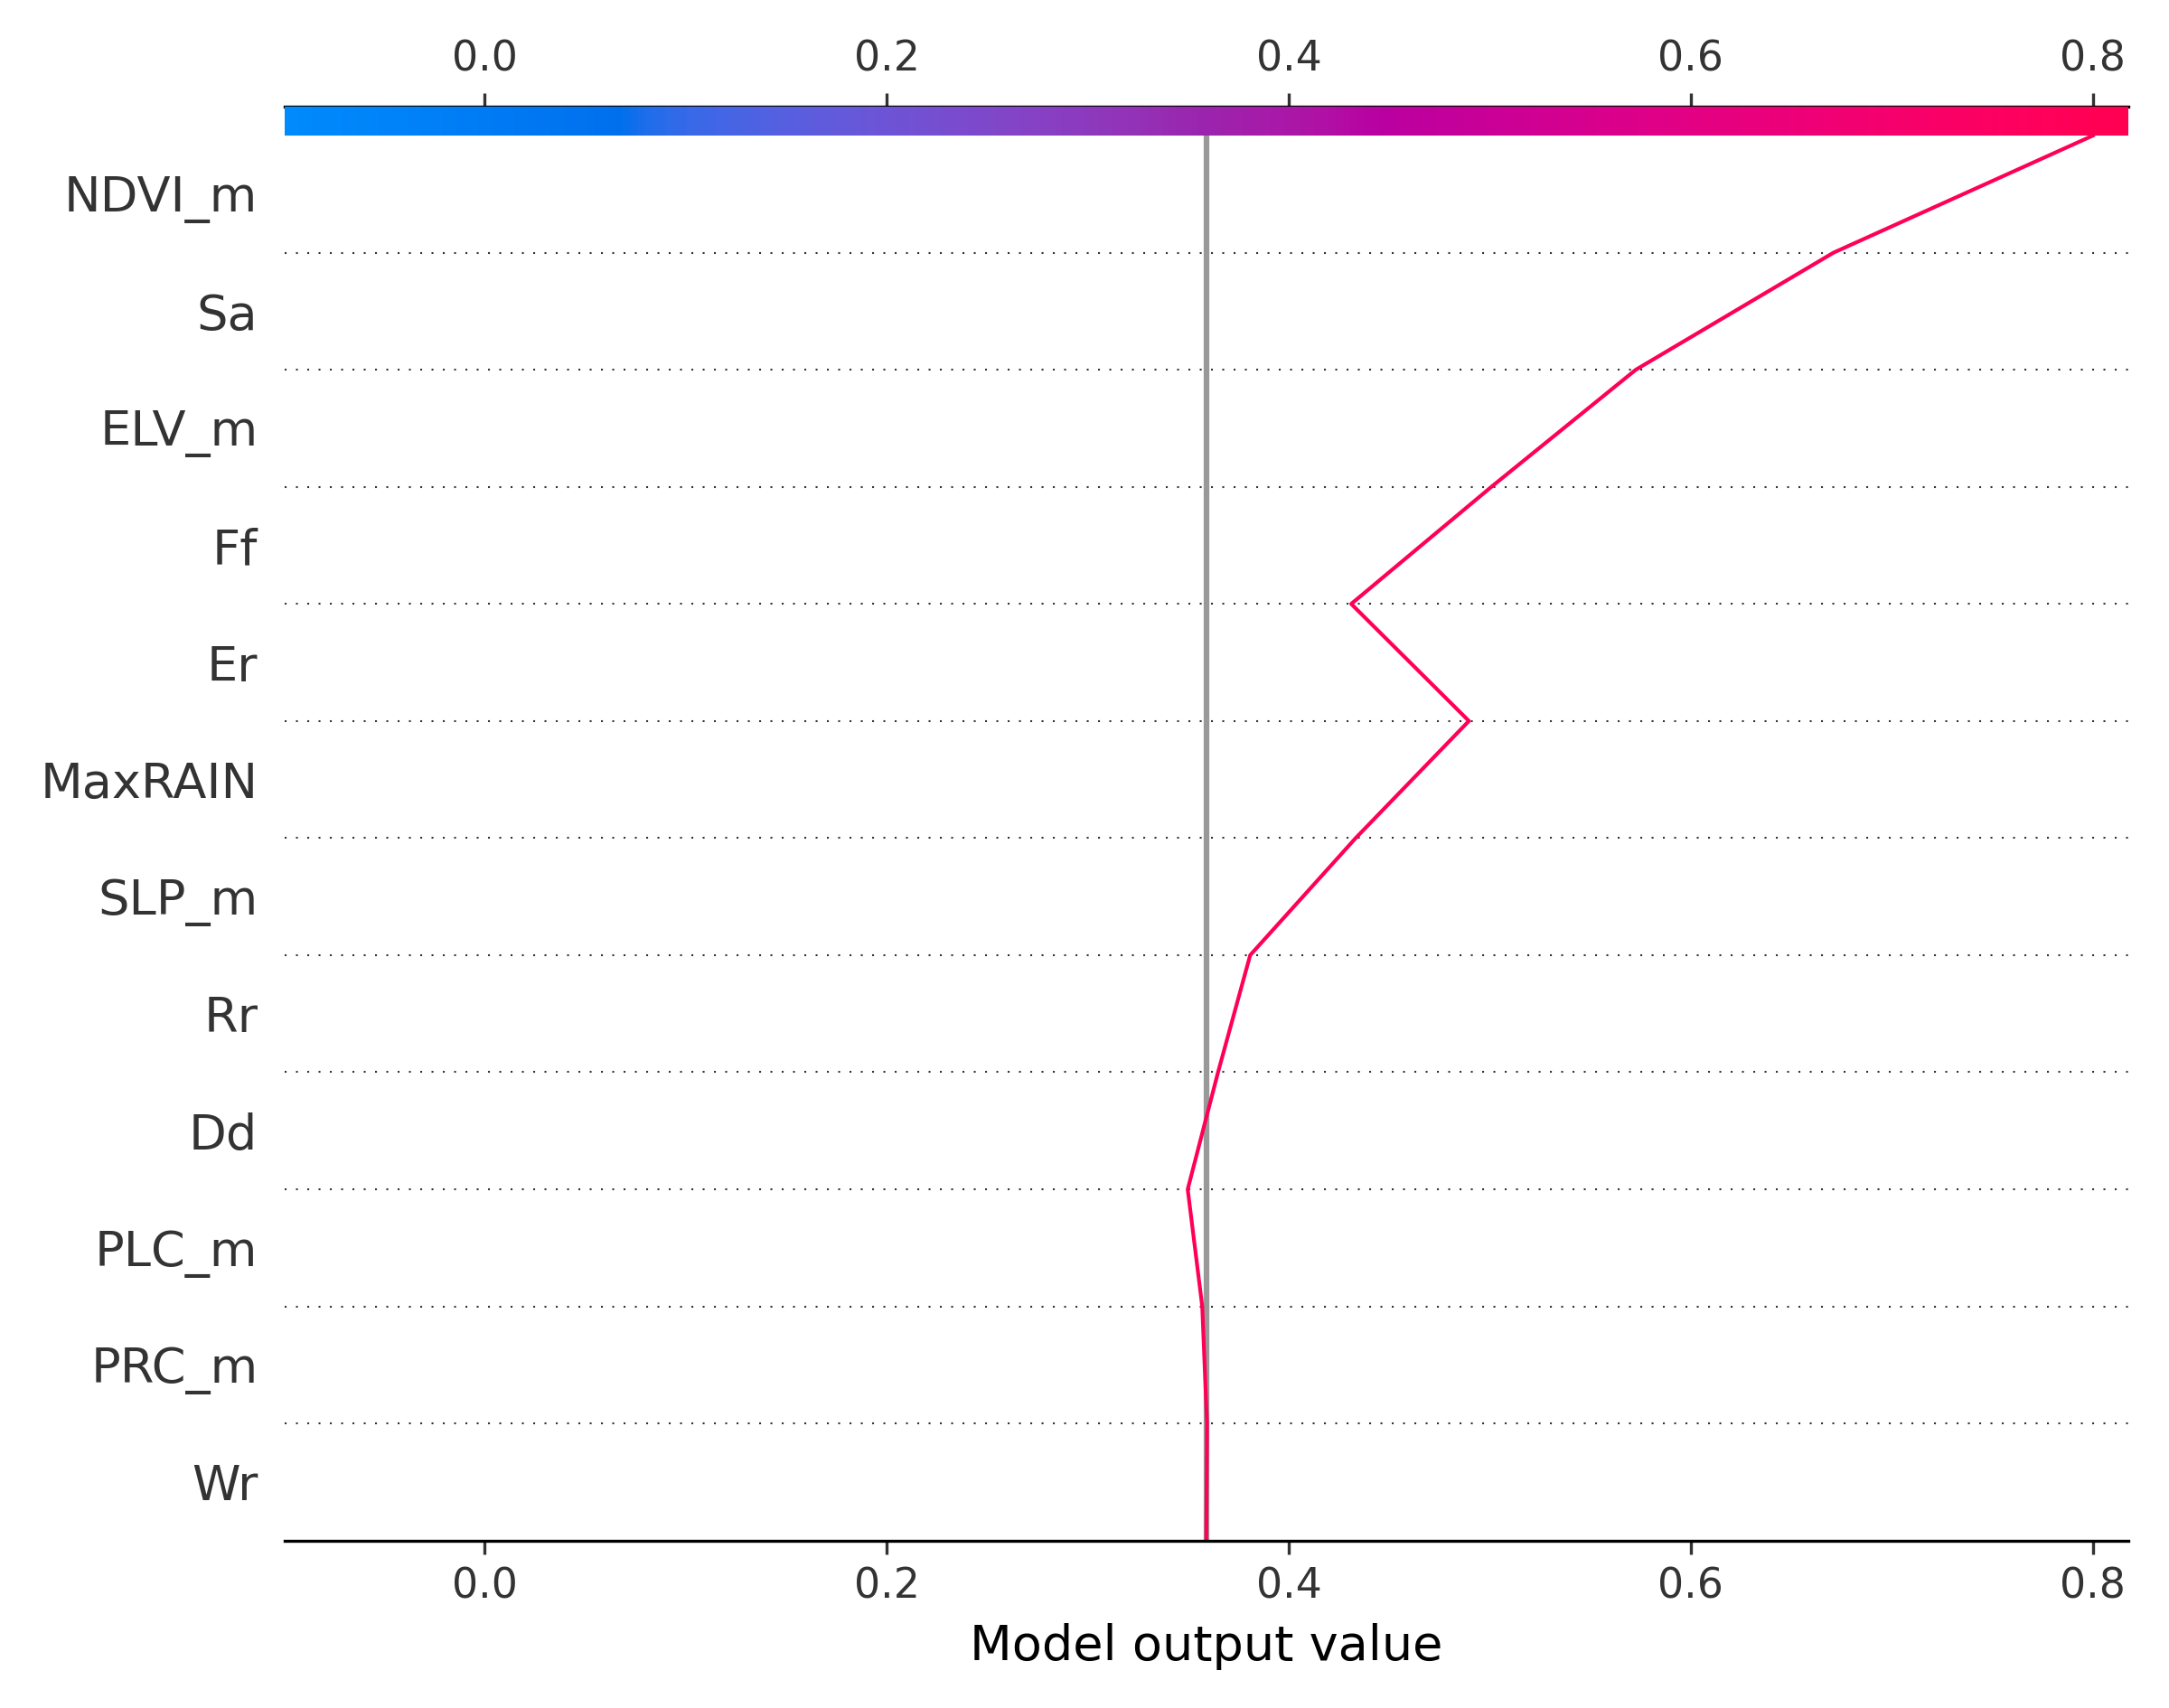 0.0 0.2 0.4 0.6 0.8
NDVI_m
Sa
ELV_m
Ff
Er
MaxRAIN
SLP_m
Rr
Dd
PLC_m
PRC_m
Wr
0.0 0.2 0.4 0.6 0.8
Model output value